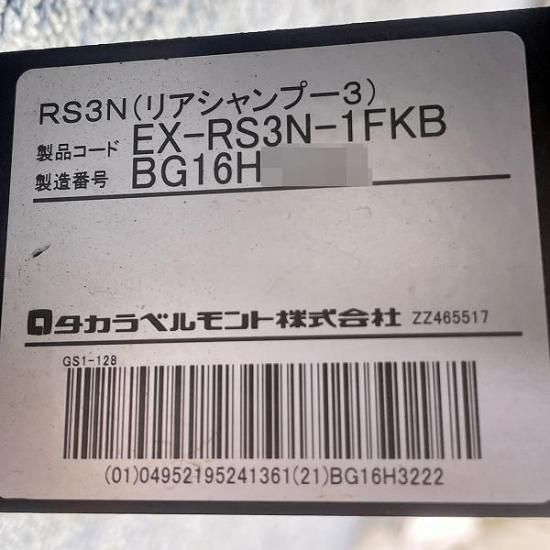 RS3N(リアシャンプー3)
製品コード EX-RS3N-1FKB
製造番号 BG16H
タカラベルモント株式会社 ZZ465517
GS1-128
(01)04952195241361(21)BG16H3222